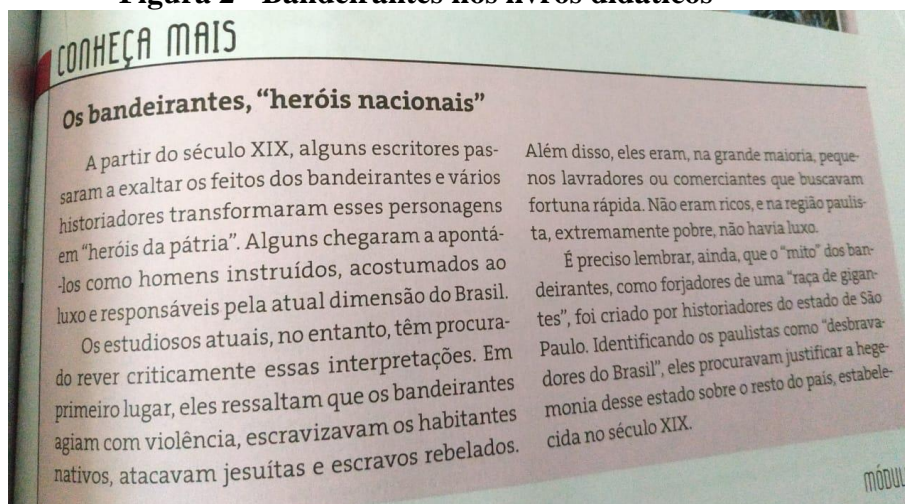 Figura 2 - Bandeirantes nos livros didáticos
CONHEÇA MAIS
Os bandeirantes, “heróis nacionais”
A partir do século XIX, alguns escritores pas-
saram a exaltar os feitos dos bandeirantes e vários
historiadores transformaram esses personagens
em “heróis da pátria”. Alguns chegaram a apontá-
-los como homens instruídos, acostumados ao
luxo e responsáveis pela atual dimensão do Brasil.
Os estudiosos atuais, no entanto, têm procura-
do rever criticamente essas interpretações. Em
primeiro lugar, eles ressaltam que os bandeirantes
agiam com violência, escravizavam os habitantes
nativos, atacavam jesuítas e escravos rebelados.
Além disso, eles eram, na grande maioria, peque-
nos lavradores ou comerciantes que buscavam
fortuna rápida. Não eram ricos, e na região paulis-
ta, extremamente pobre, não havia luxo.
É preciso lembrar, ainda, que o “mito” dos ban-
deirantes, como forjadores de uma “raça de gigan-
tes”, foi criado por historiadores do estado de São
Paulo. Identificando os paulistas como “desbrava-
dores do Brasil”, eles procuravam justificar a hege-
monia desse estado sobre o resto do país, estabele-
cida no século XIX.
MÓDUL